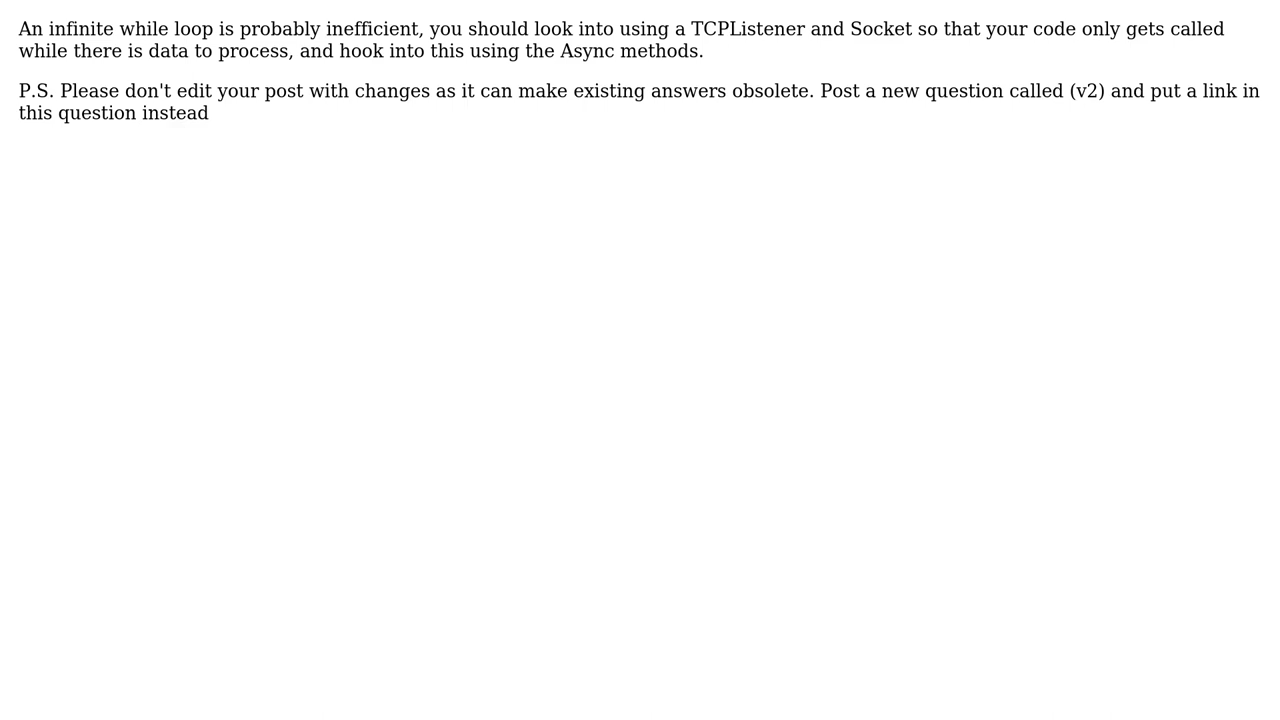 An infinite while loop is probably inefficient, you should look into using a TCPListener and Socket so that your code only gets called
while there is data to process, and hook into this using the Async methods.
P.S. Please don't edit your post with changes as it can make existing answers obsolete. Post a new question called (v2) and put a link in
this question instead